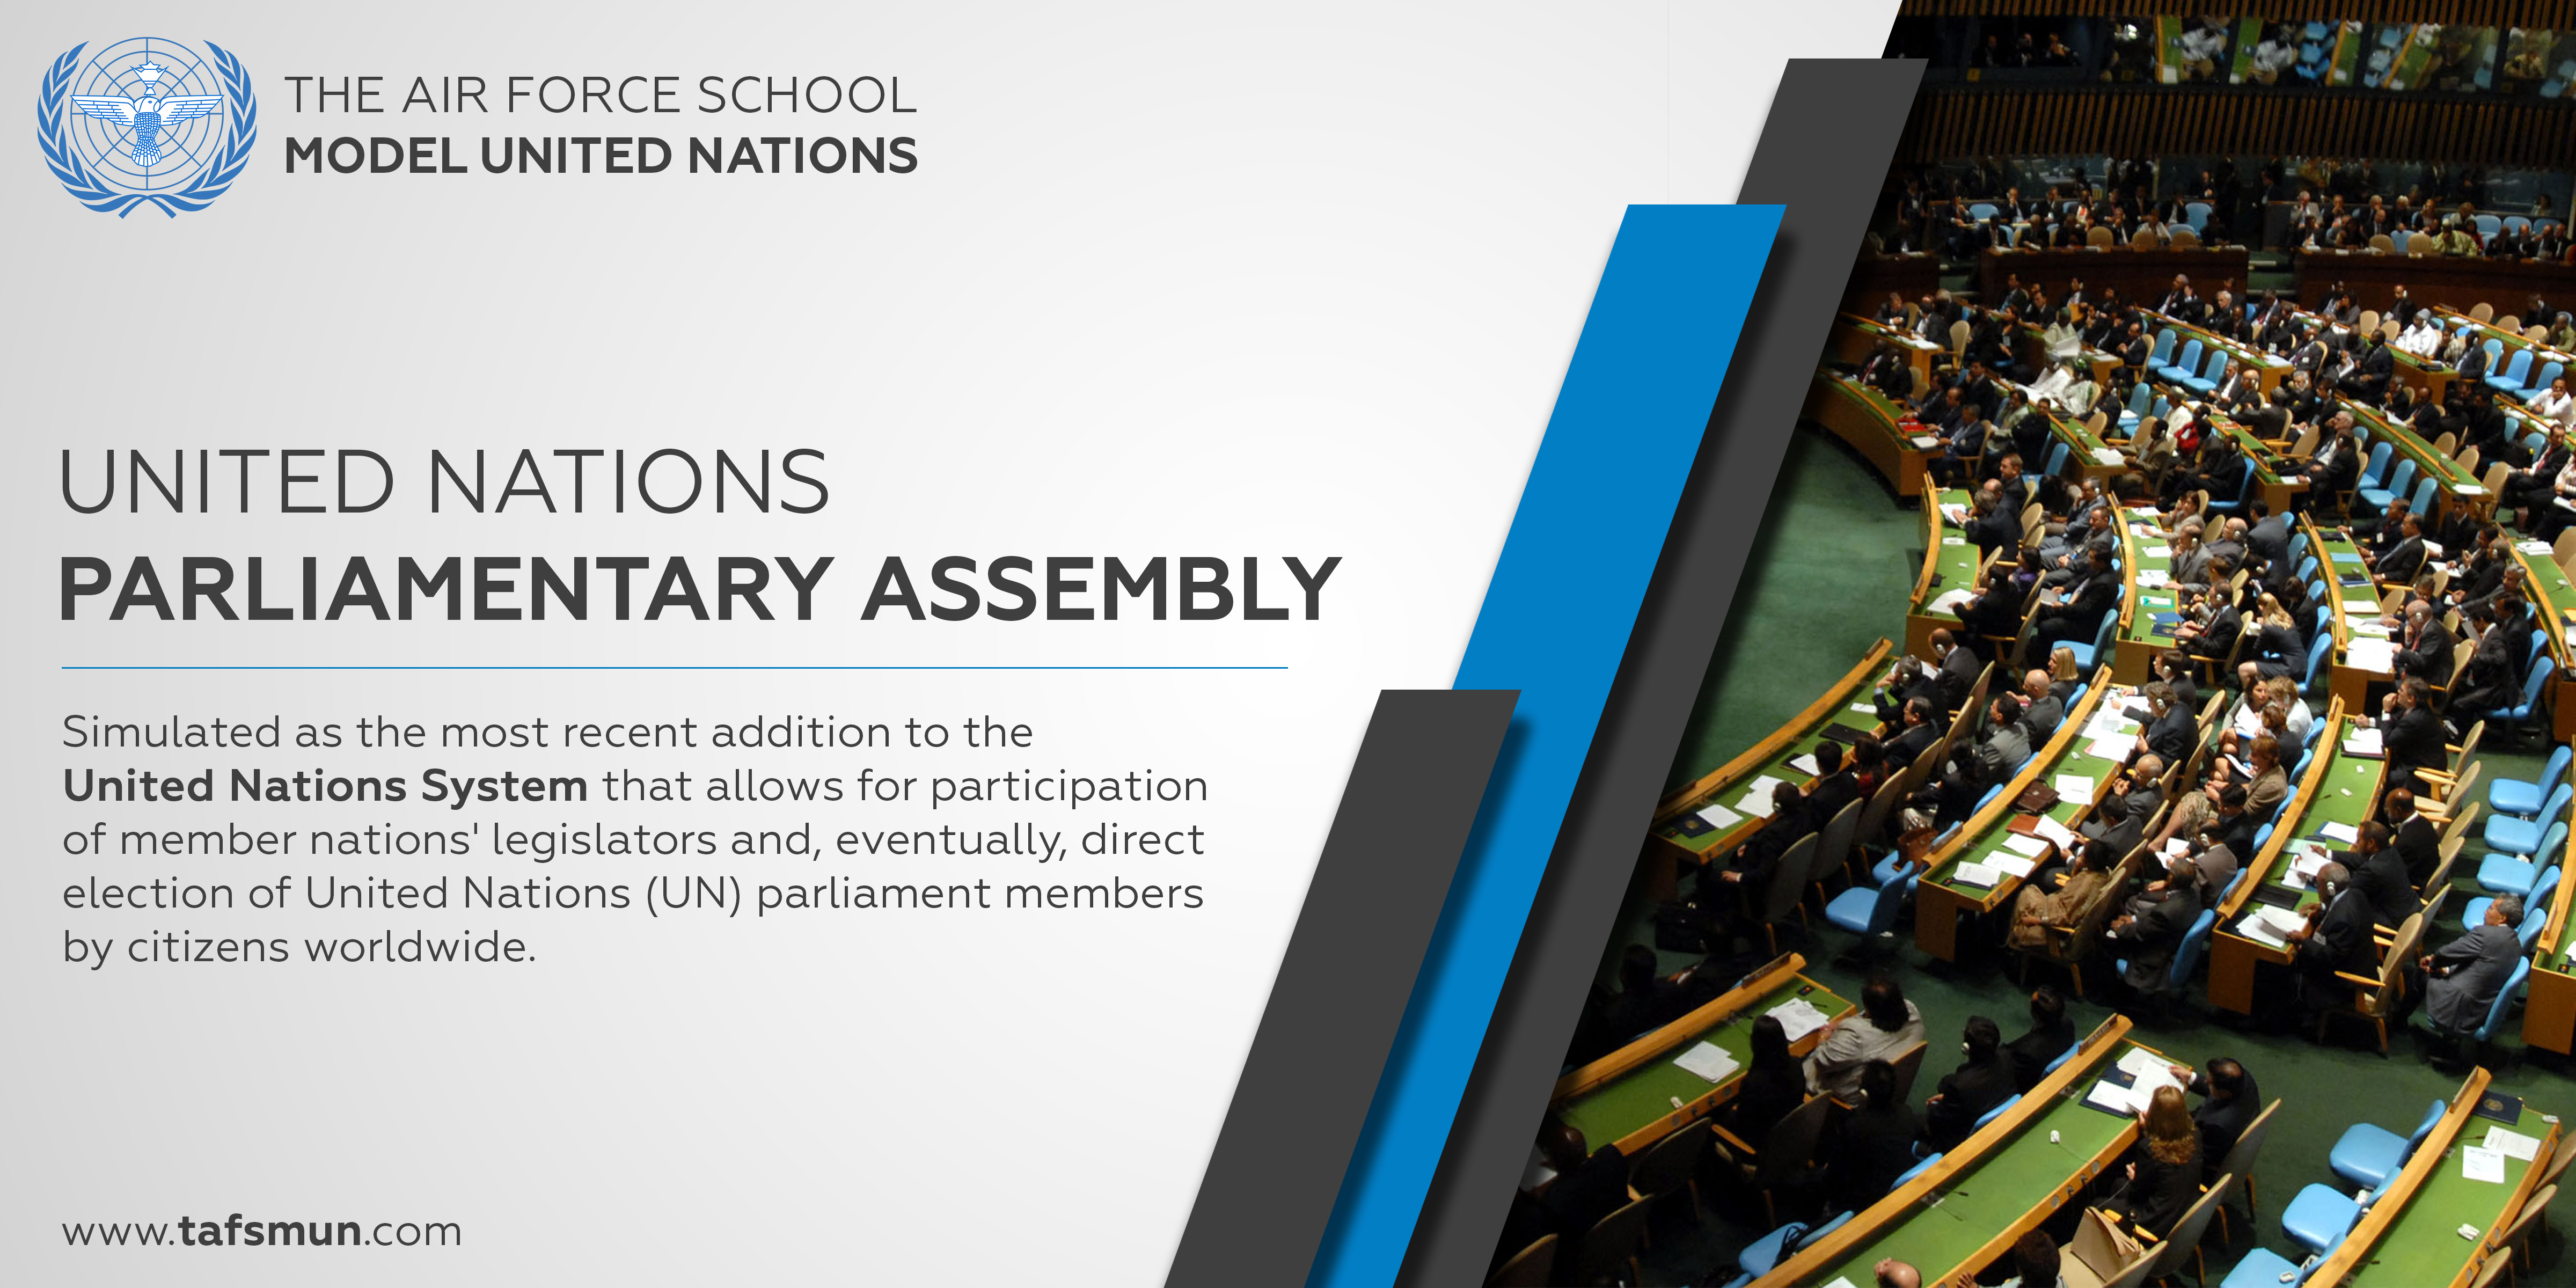 THE AIR FORCE SCHOOL
MODEL UNITED NATIONS
UNITED NATIONS
PARLIAMENTARY ASSEMBLY
Simulated as the most recent addition to the
United Nations System that allows for participation
of member nations' legislators and, eventually, direct
election of United Nations (UN) parliament members
by citizens worldwide.
www.tafsmun.com